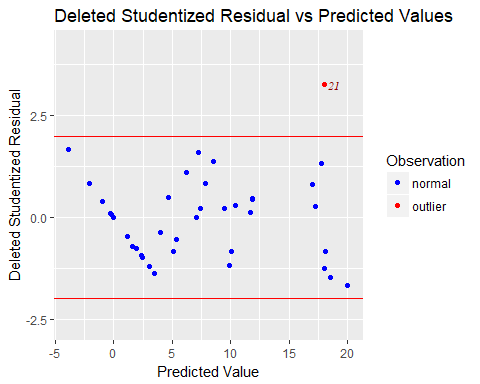 Deleted Studentized Residual vs Predicted Values
21
2.5
0.0
-2.5
Deleted Studentized Residual
-5
0
5
10
15
20
Predicted Value
Observation
normal
outlier